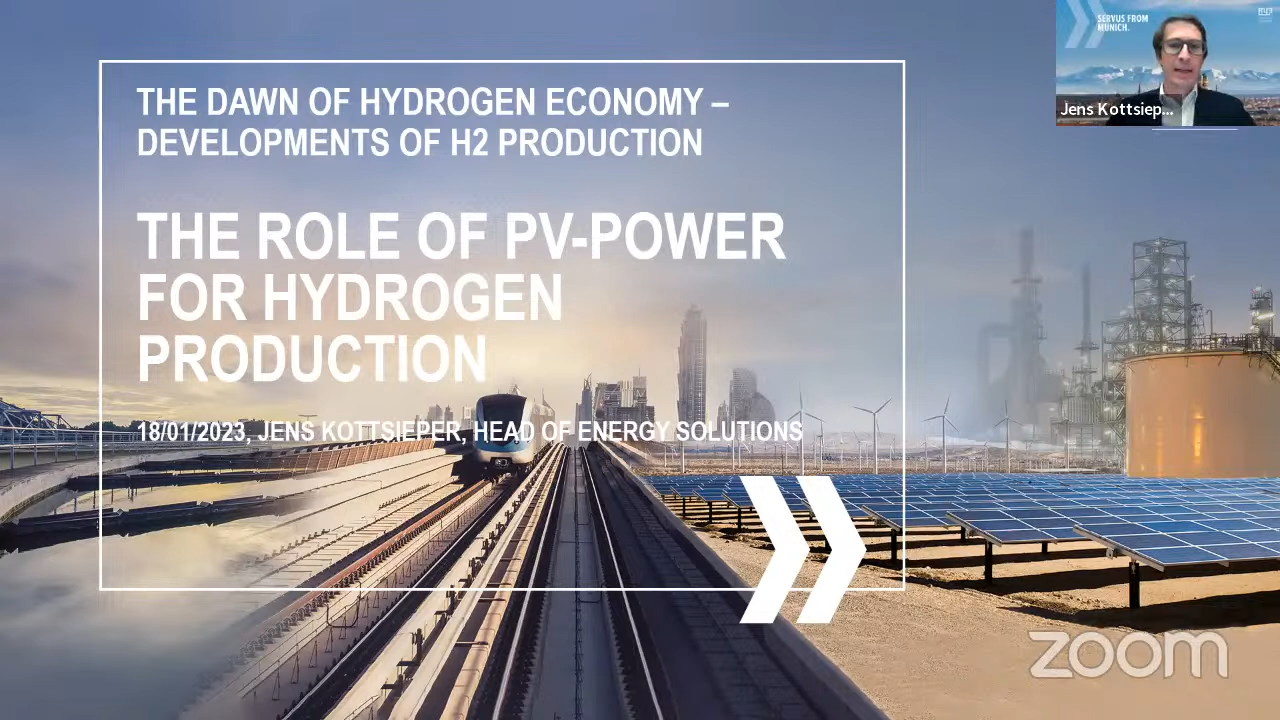 THE DAWN OF HYDROGEN ECONOMY –
DEVELOPMENTS OF H2 PRODUCTION
THE ROLE OF PV-POWER
FOR HYDROGEN
PRODUCTION
18/01/2023, JENS KOTTSIEPER, HEAD OF ENERGY SOLUTIONS
SERVUS FROM
MUNICH.
Jens Kottsiep...
zoom